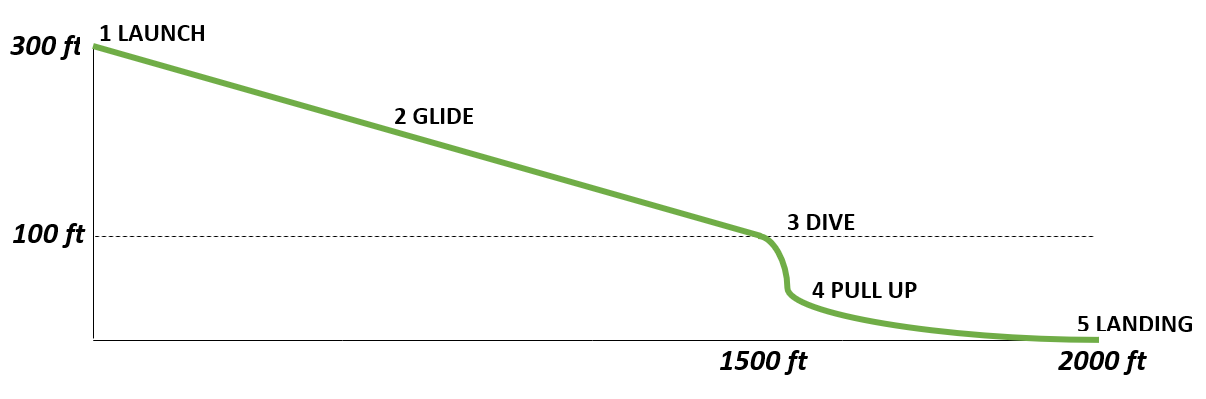 1 LAUNCH
300 ft
2 GLIDE
3 DIVE
100 ft
4 PULL UP
5 LANDING
1500 ft
2000 ft